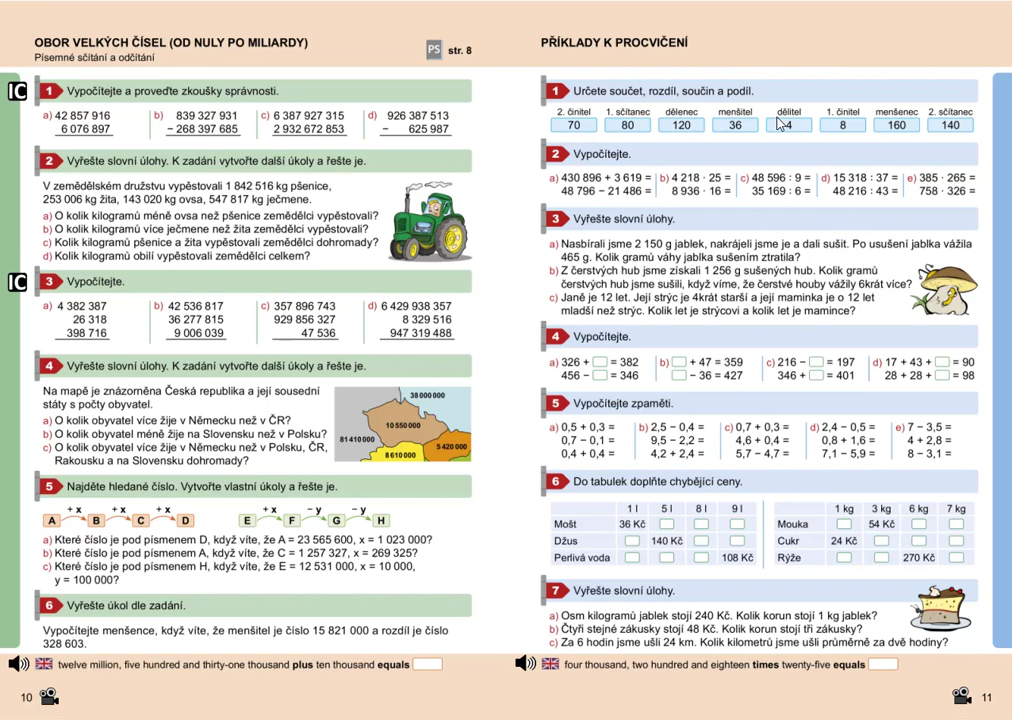 OBOR VELKÝCH ČÍSEL (OD NULY PO MILIARDY)
Písemné sčítání a odčítání
PS str. 8
IC
1 Vypočítejte a proveďte zkoušky správnosti.
a) 42 857 916 b) 839 327 931 c) 6 387 927 315 d) 926 387 513
6 076 897 − 268 397 685 2 932 672 853 − 625 987
2 Vyřešte slovní úlohy. K zadání vytvořte další úkoly a řešte je.
V zemědělském družstvu vypěstovali 1 842 516 kg pšenice,
253 006 kg žita, 143 020 kg ovsa, 547 817 kg ječmene.
a) O kolik kilogramů méně ovsa než pšenice zemědělci vypěstovali?
b) O kolik kilogramů více ječmene než žita zemědělci vypěstovali?
c) Kolik kilogramů pšenice a žita vypěstovali zemědělci dohromady?
d) Kolik kilogramů obilí vypěstovali zemědělci celkem?
IC
3 Vypočítejte.
a) 4 382 387 b) 42 536 817 c) 357 896 743 d) 6 429 938 357
26 318 36 277 815 929 856 327 8 329 516
398 716 9 006 039 47 536 947 319 488
4 Vyřešte slovní úlohy. K zadání vytvořte další úkoly a řešte je.
Na mapě je znázorněna Česká republika a její sousední
státy s počty obyvatel.
a) O kolik obyvatel více žije v Německu než v ČR?
b) O kolik obyvatel méně žije na Slovensku než v Polsku?
c) O kolik obyvatel více žije v Německu než v Polsku, ČR,
Rakousku a na Slovensku dohromady?
38 000 000
10 550 000
81 410 000
5 420 000
8 610 000
5 Najděte hledané číslo. Vytvořte vlastní úkoly a řešte je.
+ x + x + x + x − y − y
A B C D E F G H
a) Které číslo je pod písmenem D, když víte, že A = 23 565 600, x = 1 023 000?
b) Které číslo je pod písmenem A, když víte, že C = 1 257 327, x = 269 325?
c) Které číslo je pod písmenem H, když víte, že E = 12 531 000, x = 10 000,
y = 100 000?
6 Vyřešte úkol dle zadání.
Vypočítejte menšence, když víte, že menšitel je číslo 15 821 000 a rozdíl je číslo
328 603.
twelve million, five hundred and thirty-one thousand plus ten thousand equals
10
PŘÍKLADY K PROCVIČENÍ
1 Určete součet, rozdíl, součin a podíl.
2. činitel 1. sčítanec dělenec menšitel dělitel 1. činitel menšenec 2. sčítanec
70 80 120 36 4 8 160 140
2 Vypočítejte.
a) 430 896 + 3 619 = b) 4 218 · 25 = c) 48 596 : 9 = d) 15 318 : 37 = e) 385 · 265 =
48 796 − 21 486 = 8 936 · 16 = 35 169 : 6 = 48 216 : 43 = 758 · 326 =
3 Vyřešte slovní úlohy.
a) Nasbírali jsme 2 150 g jablek, nakrájeli jsme je a dali sušit. Po usušení jablka vážila
465 g. Kolik gramů váhy jablka sušením ztratila?
b) Z čerstvých hub jsme získali 1 256 g sušených hub. Kolik gramů
čerstvých hub jsme sušili, když víme, že čerstvé houby vážily 6krát více?
c) Janě je 12 let. Její strýc je 4krát starší a její maminka je o 12 let
mladší než strýc. Kolik let je strýcovi a kolik let je mamince?
4 Vypočítejte.
a) 326 + = 382 b) + 47 = 359 c) 216 − = 197 d) 17 + 43 + = 90
456 − = 346 − 36 = 427 346 + = 401 28 + 28 + = 98
5 Vypočítejte zpaměti.
a) 0,5 + 0,3 = b) 2,5 − 0,4 = c) 0,7 + 0,3 = d) 2,4 − 0,5 = e) 7 − 3,5 =
0,7 − 0,1 = 9,5 − 2,2 = 4,6 + 0,4 = 0,8 + 1,6 = 4 + 2,8 =
0,4 + 0,4 = 4,2 + 2,4 = 5,7 − 4,7 = 7,1 − 5,9 = 8 − 3,1 =
6 Do tabulek doplňte chybějící ceny.
1 l 5 l 8 l 9 l 1 kg 3 kg 6 kg 7 kg
Mošt 36 Kč Mouka 54 Kč
Džus 140 Kč Cukr 24 Kč
Perlivá voda 108 Kč Rýže 270 Kč
7 Vyřešte slovní úlohy.
a) Osm kilogramů jablek stojí 240 Kč. Kolik korun stojí 1 kg jablek?
b) Čtyři stejné zákusky stojí 48 Kč. Kolik korun stojí tři zákusky?
c) Za 6 hodin jsme ušli 24 km. Kolik kilometrů jsme ušli průměrně za dvě hodiny?
four thousand, two hundred and eighteen times twenty-five equals
11